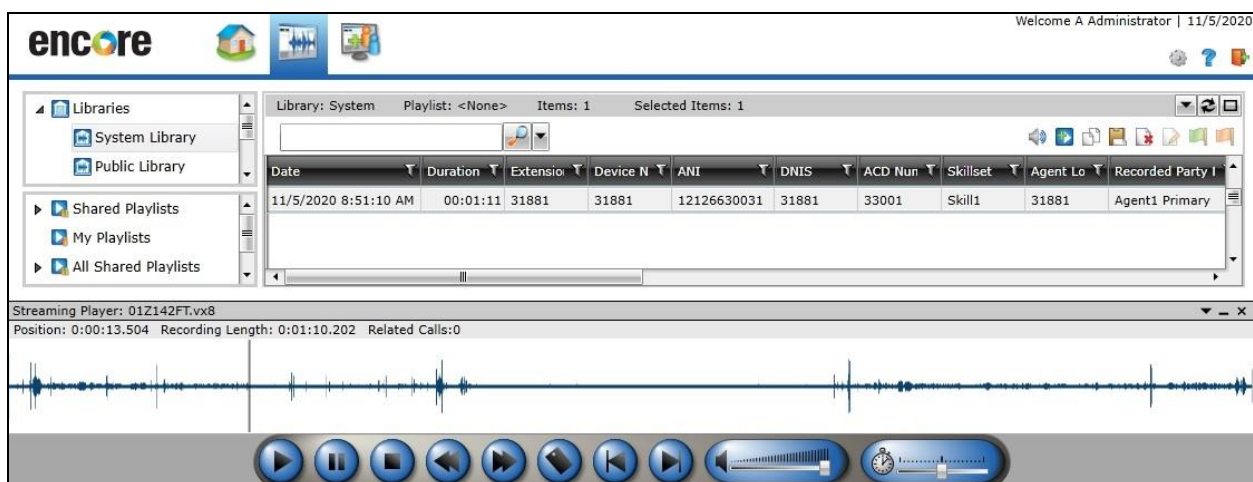 Welcome A Administrator | 11/5/2020
encore
Libraries
System Library
Public Library
Shared Playlists
My Playlists
All Shared Playlists
Library: System Playlist: <None> Items: 1 Selected Items: 1
Date Duration Extensio Device N ANI DNIS ACD Num Skillset Agent Lo Recorded Party I
11/5/2020 8:51:10 AM 00:01:11 31881 31881 12126630031 31881 33001 Skill1 31881 Agent1 Primary
Streaming Player: 01Z142FT.vx8
Position: 0:00:13.504 Recording Length: 0:01:10.202 Related Calls:0